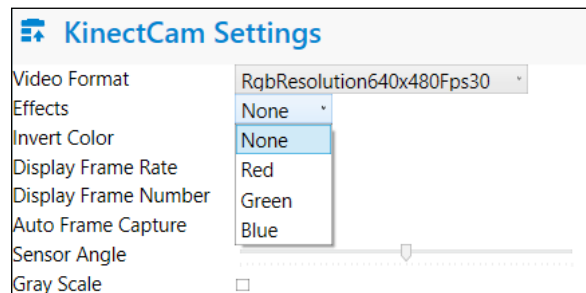 KinectCam Settings
Video Format RgbResolution640x480Fps30
Effects None
Invert Color None
Display Frame Rate Red
Display Frame Number Green
Auto Frame Capture Blue
Sensor Angle
Gray Scale